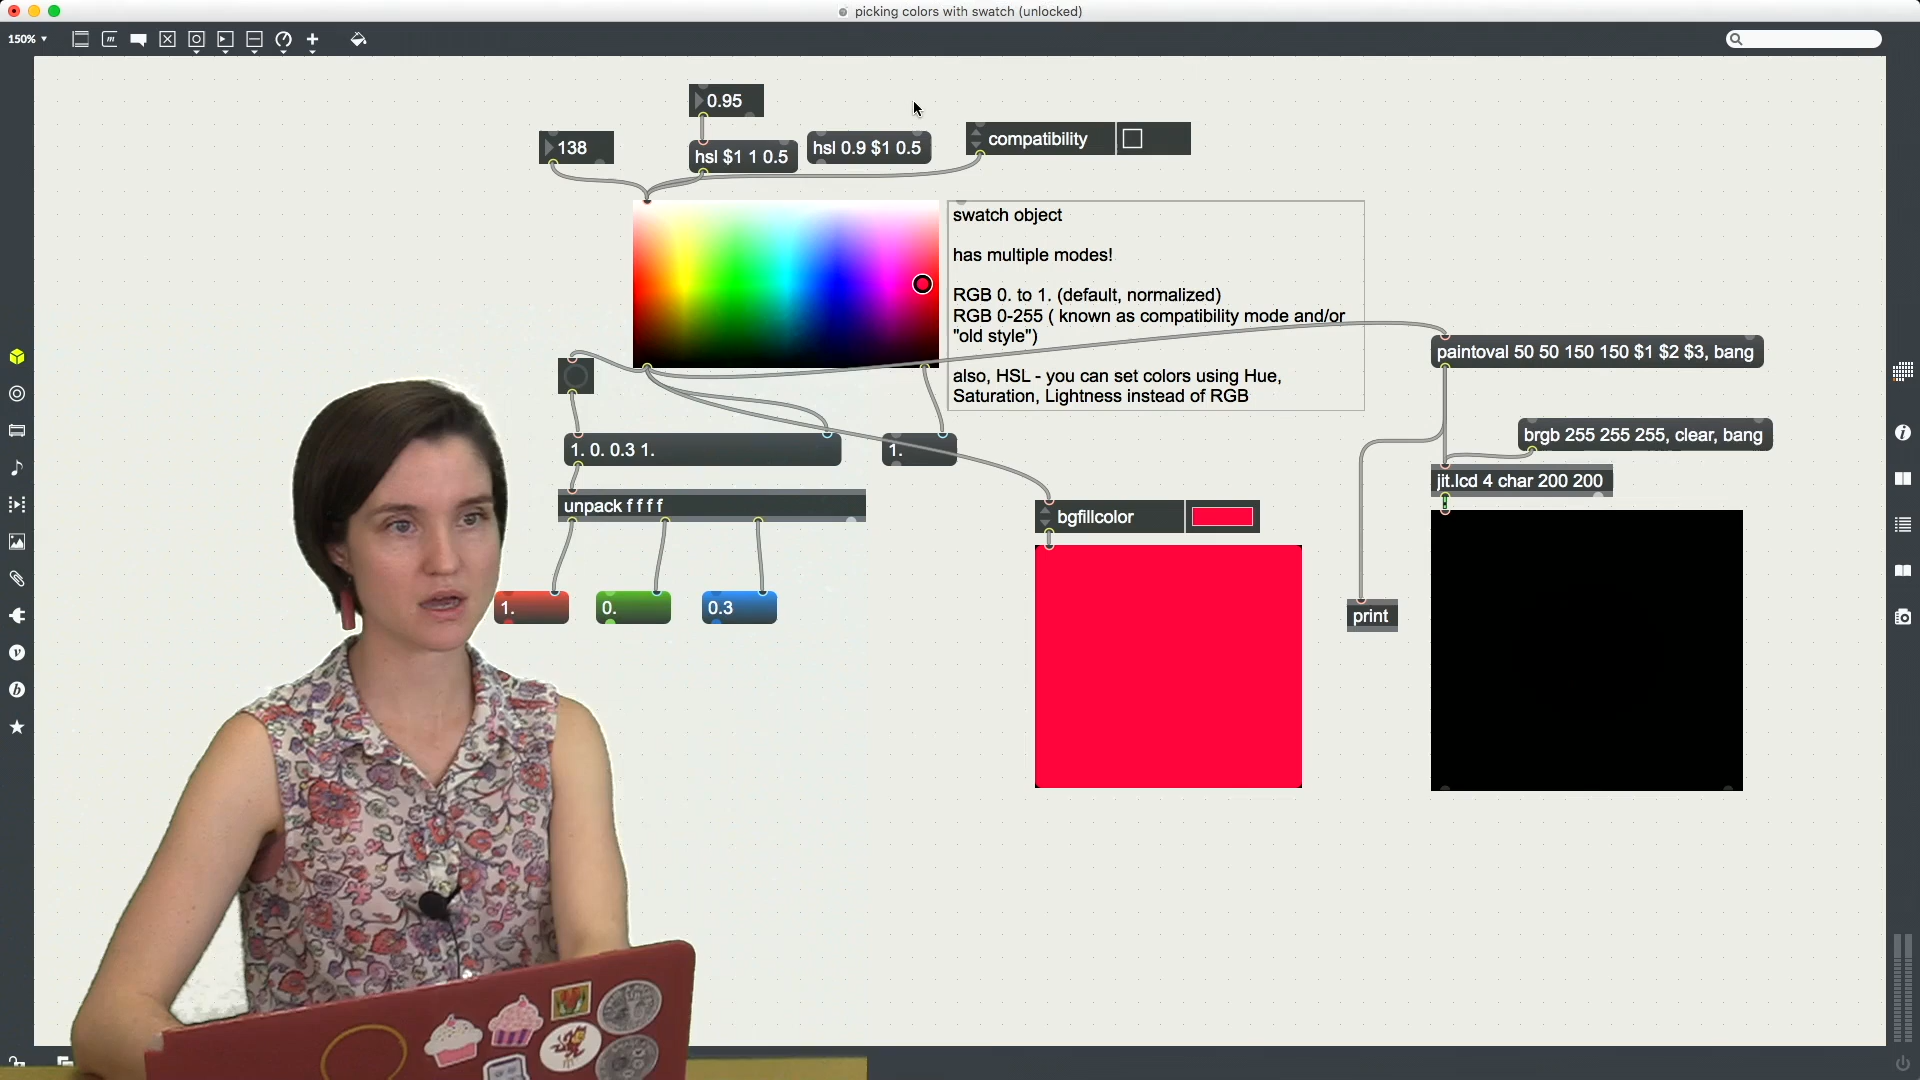 picking colors with swatch (unlocked)
150%
0.95
138
hsl $1 1 0.5
hsl 0.9 $1 0.5
compatibility
swatch object
has multiple modes!
RGB 0. to 1. (default, normalized)
RGB 0-255 ( known as compatibility mode and/or
"old style")
also, HSL - you can set colors using Hue,
Saturation, Lightness instead of RGB
paintoval 50 50 150 150 $1 $2 $3, bang
brgb 255 255 255, clear, bang
1. 0. 0.3 1.
1.
jit.lcd 4 char 200 200
unpack f f f f
bgfillcolor
1.
0.
0.3
print